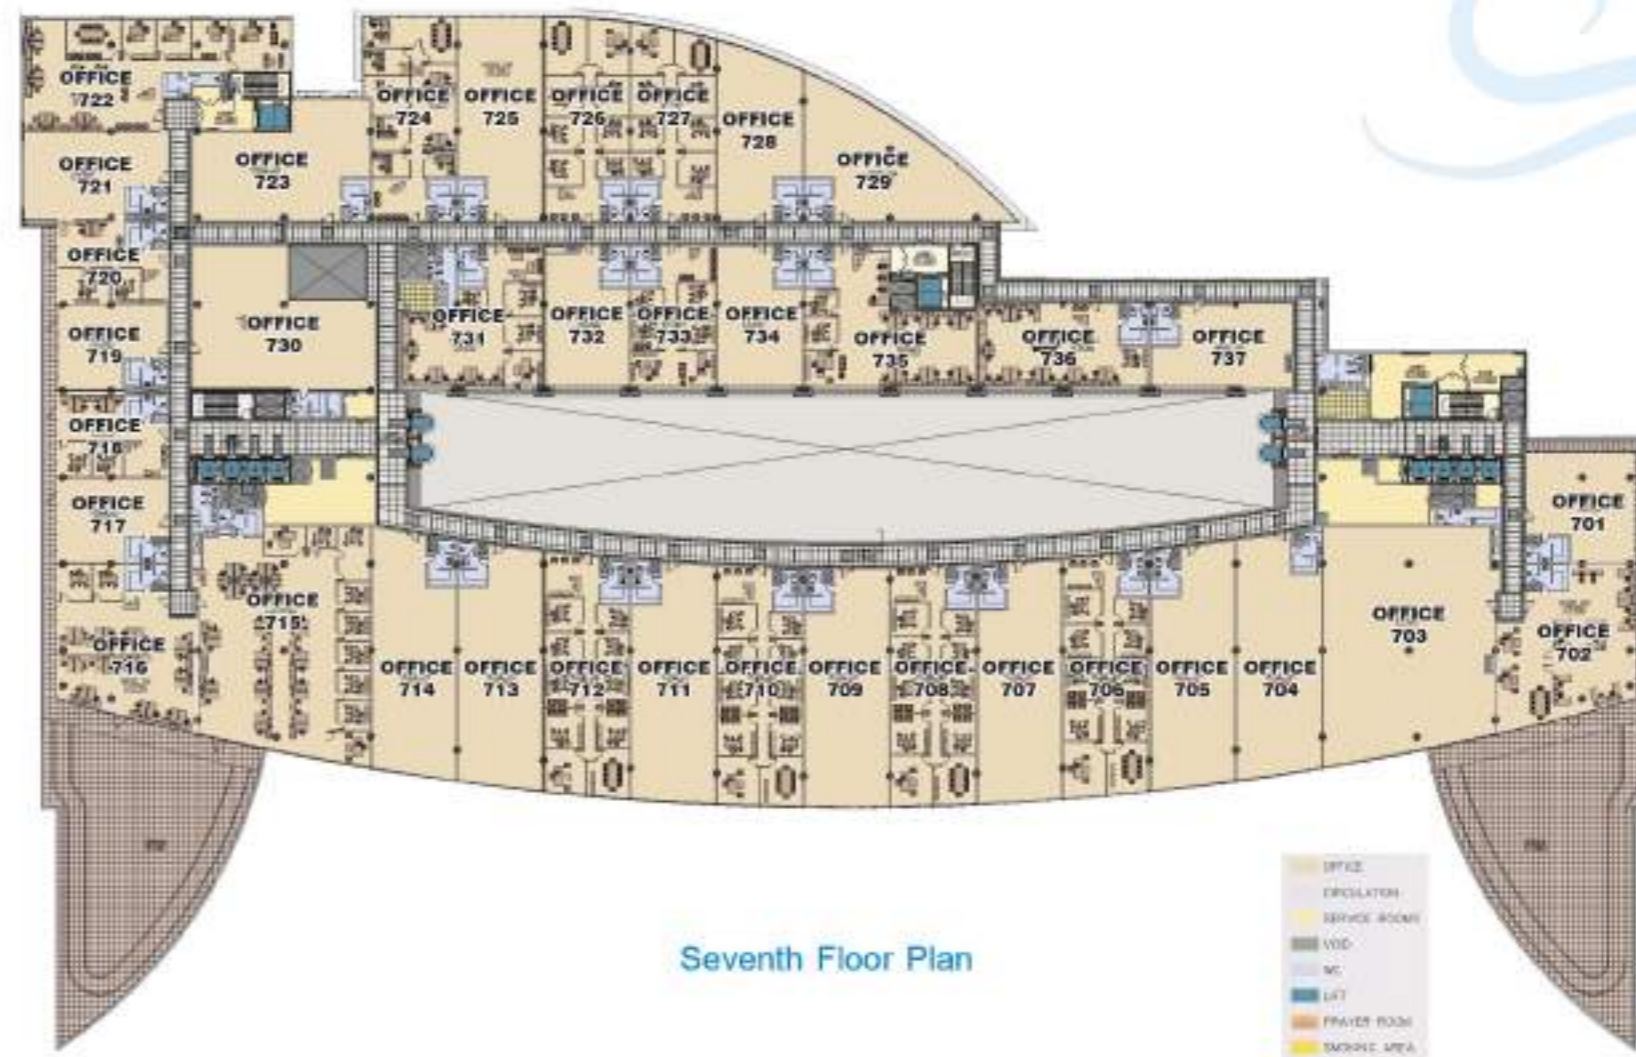 OFFICE
722
OFFICE
721
OFFICE
720
OFFICE
719
OFFICE
718
OFFICE
717
OFFICE
716
OFFICE
715
OFFICE
723
OFFICE
724
OFFICE
725
OFFICE
726
OFFICE
727
OFFICE
728
OFFICE
729
OFFICE
730
OFFICE
731
OFFICE
732
OFFICE
733
OFFICE
734
OFFICE
735
OFFICE
736
OFFICE
737
OFFICE
714
OFFICE
713
OFFICE
712
OFFICE
711
OFFICE
710
OFFICE
709
OFFICE
708
OFFICE
707
OFFICE
706
OFFICE
705
OFFICE
704
OFFICE
703
OFFICE
702
OFFICE
701
Seventh Floor Plan
OFFICE
CIRCULATION
SERVICE ROOMS
VOID
WC
LIFT
PRAYER ROOM
SMOKING AREA